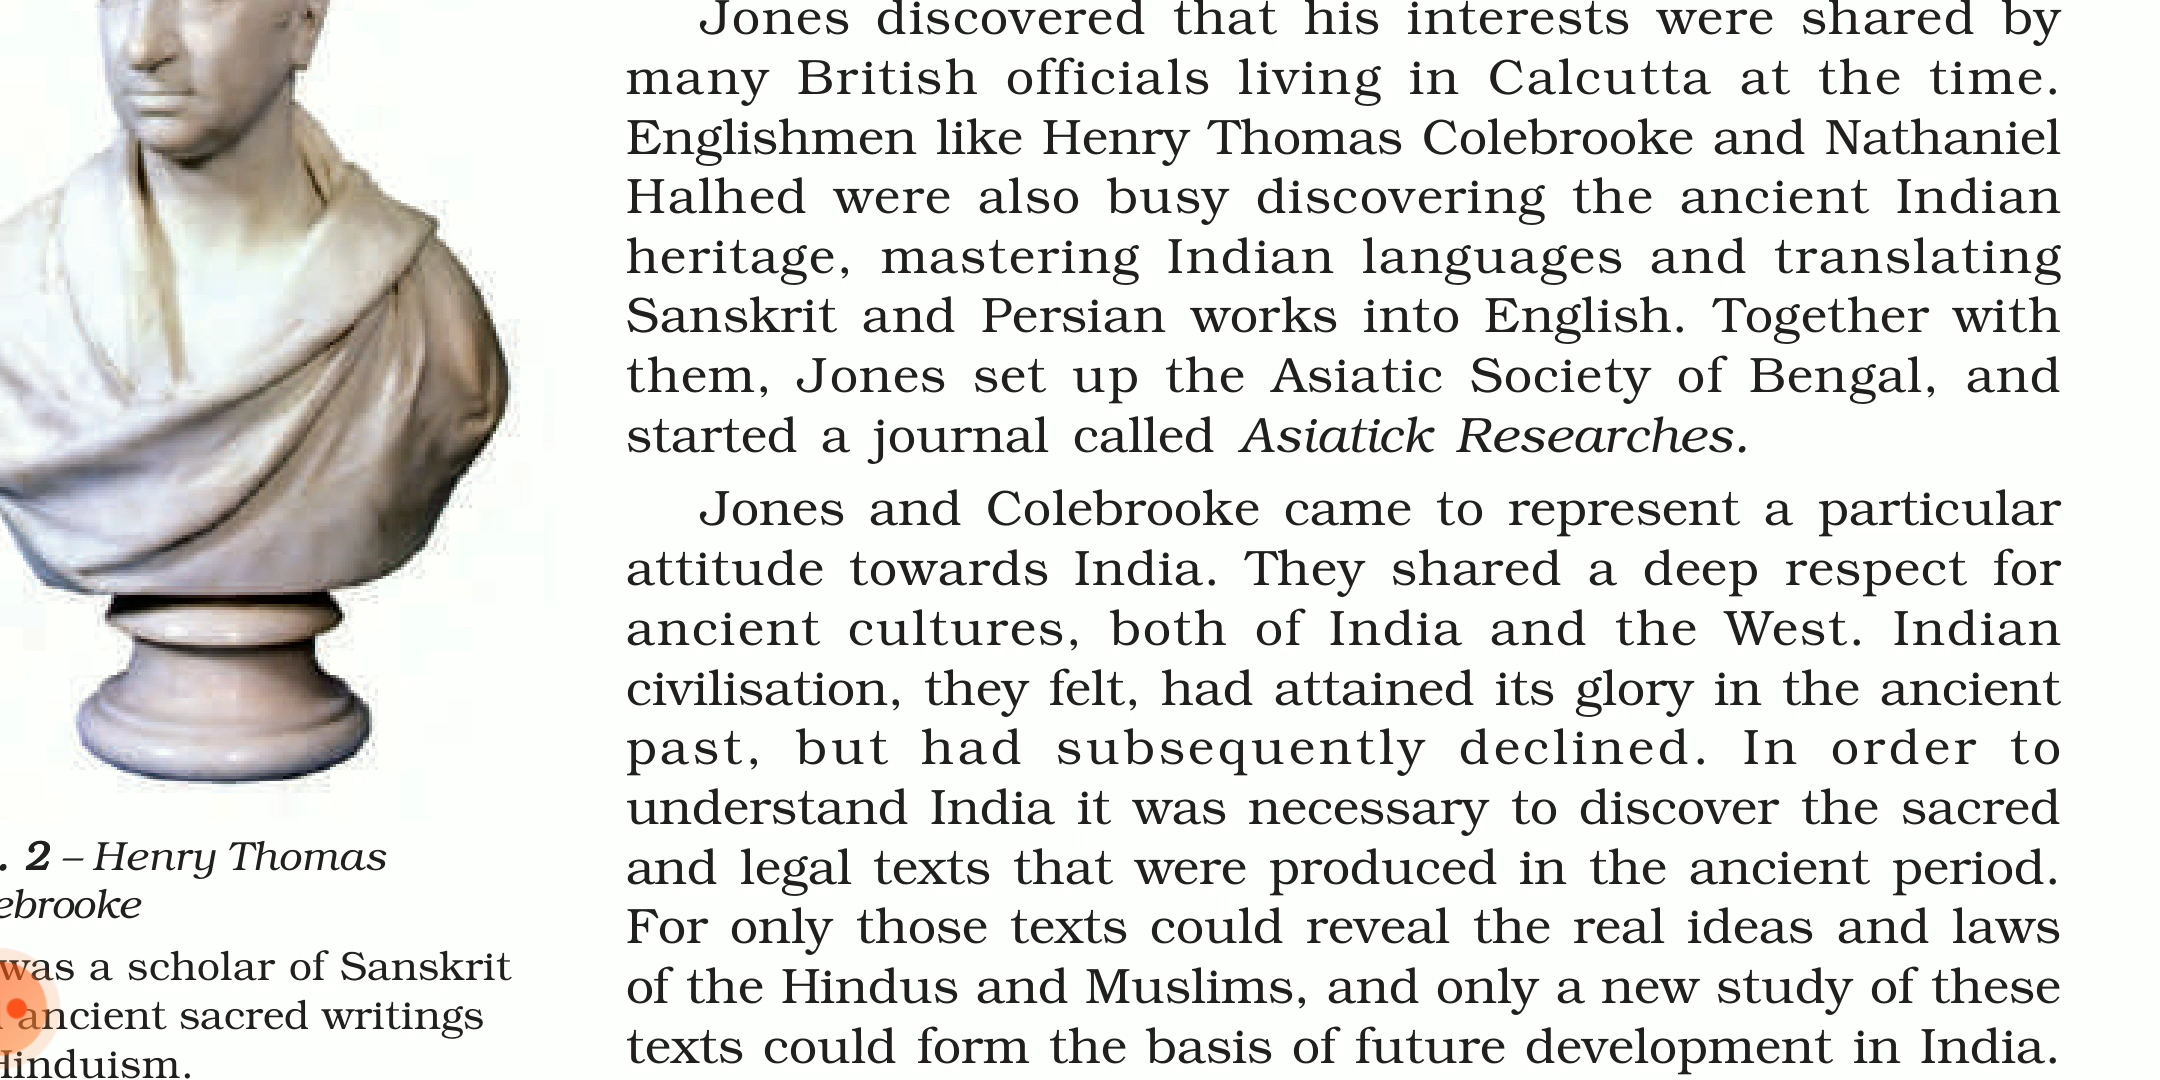 Jones discovered that his interests were shared by
many British officials living in Calcutta at the time.
Englishmen like Henry Thomas Colebrooke and Nathaniel
Halhed were also busy discovering the ancient Indian
heritage, mastering Indian languages and translating
Sanskrit and Persian works into English. Together with
them, Jones set up the Asiatic Society of Bengal, and
started a journal called Asiatick Researches.
Jones and Colebrooke came to represent a particular
attitude towards India. They shared a deep respect for
ancient cultures, both of India and the West. Indian
civilisation, they felt, had attained its glory in the ancient
past, but had subsequently declined. In order to
understand India it was necessary to discover the sacred
and legal texts that were produced in the ancient period.
For only those texts could reveal the real ideas and laws
of the Hindus and Muslims, and only a new study of these
texts could form the basis of future development in India.
. 2 – Henry Thomas
ebrooke
was a scholar of Sanskrit
ancient sacred writings
Hinduism.